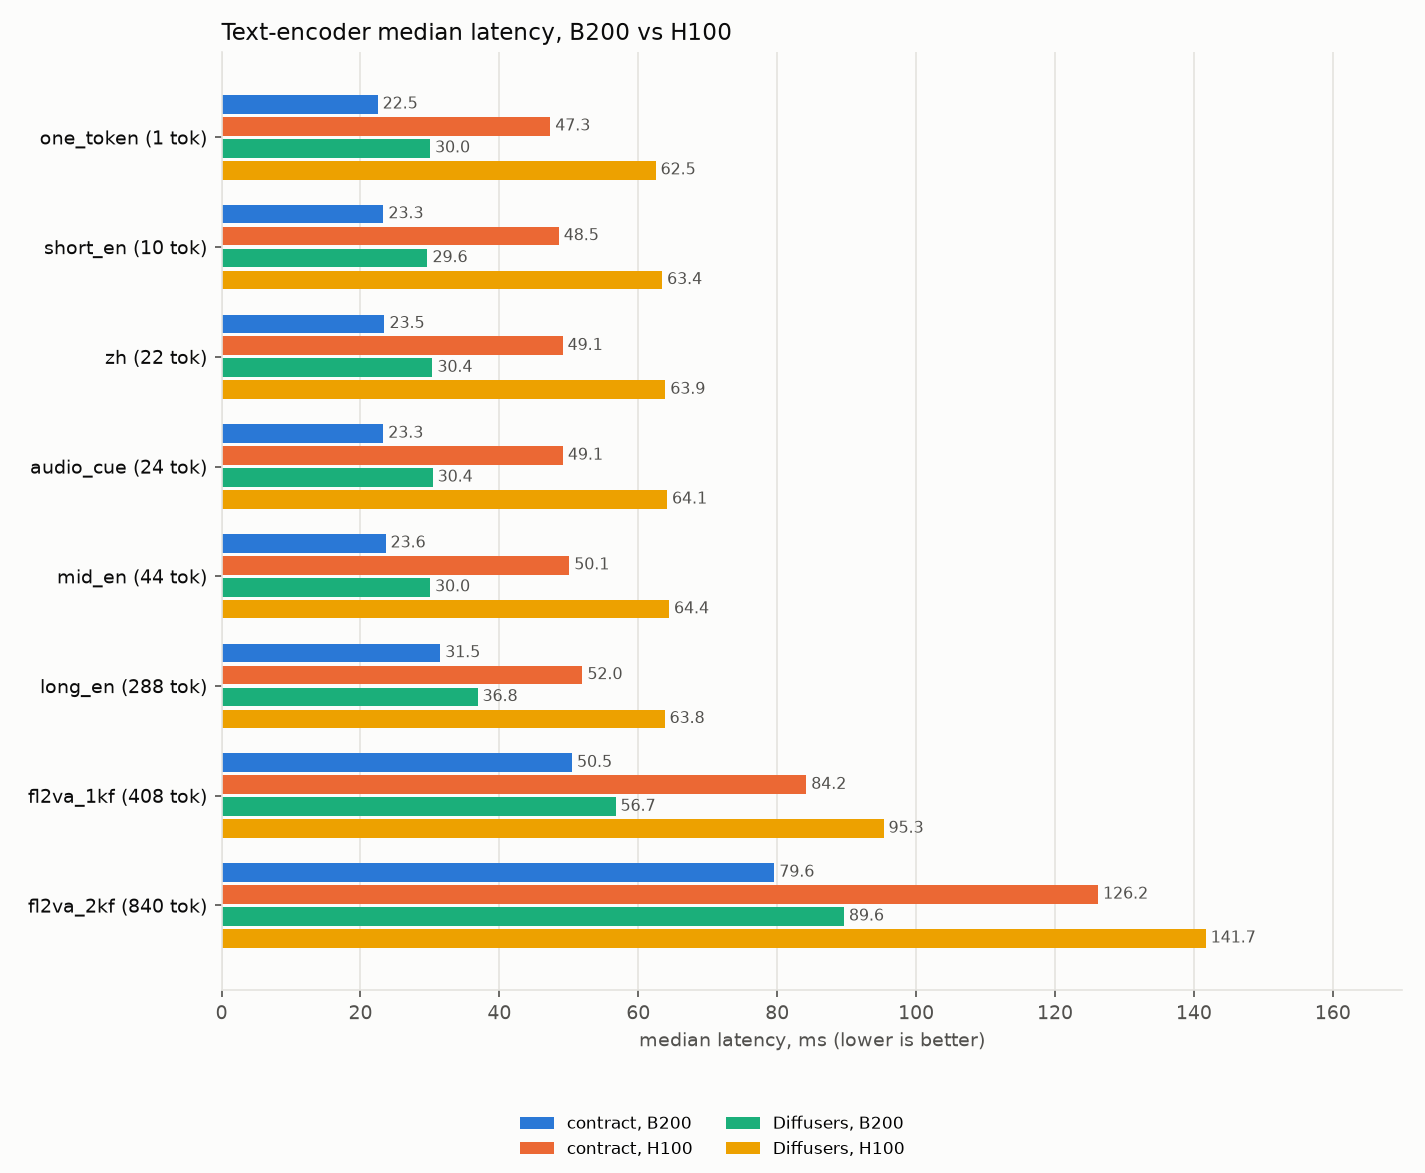 Text-encoder median latency, B200 vs H100
one_token (1 tok)
22.5
47.3
30.0
62.5
short_en (10 tok)
23.3
48.5
29.6
63.4
zh (22 tok)
23.5
49.1
30.4
63.9
audio_cue (24 tok)
23.3
49.1
30.4
64.1
mid_en (44 tok)
23.6
50.1
30.0
64.4
long_en (288 tok)
31.5
52.0
36.8
63.8
fl2va_1kf (408 tok)
50.5
84.2
56.7
95.3
fl2va_2kf (840 tok)
79.6
126.2
89.6
141.7
0 20 40 60 80 100 120 140 160
median latency, ms (lower is better)
contract, B200 Diffusers, B200
contract, H100 Diffusers, H100